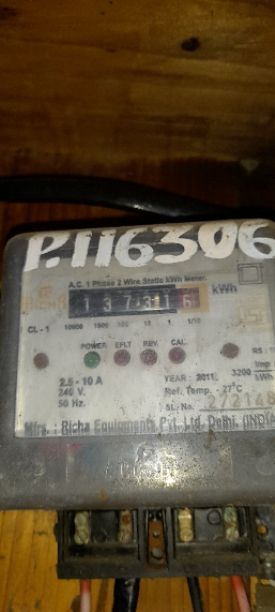 P.116306
A.C. 1 Phase 2 Wire Static kWh Meter.
1 3 7 3 1 6 kWh
CL - 1 10000 1000 100 10 1 1/10
POWER EFLT REV. CAL.
2.5 - 10 A
240 V.
50 Hz.
YEAR : 2011
Ref. Temp. 27°C
SL. No. 272148
3200
Imp
kWh
Mfrs. : Richa Equipments Pvt. Ltd. Delhi. (INDIA)